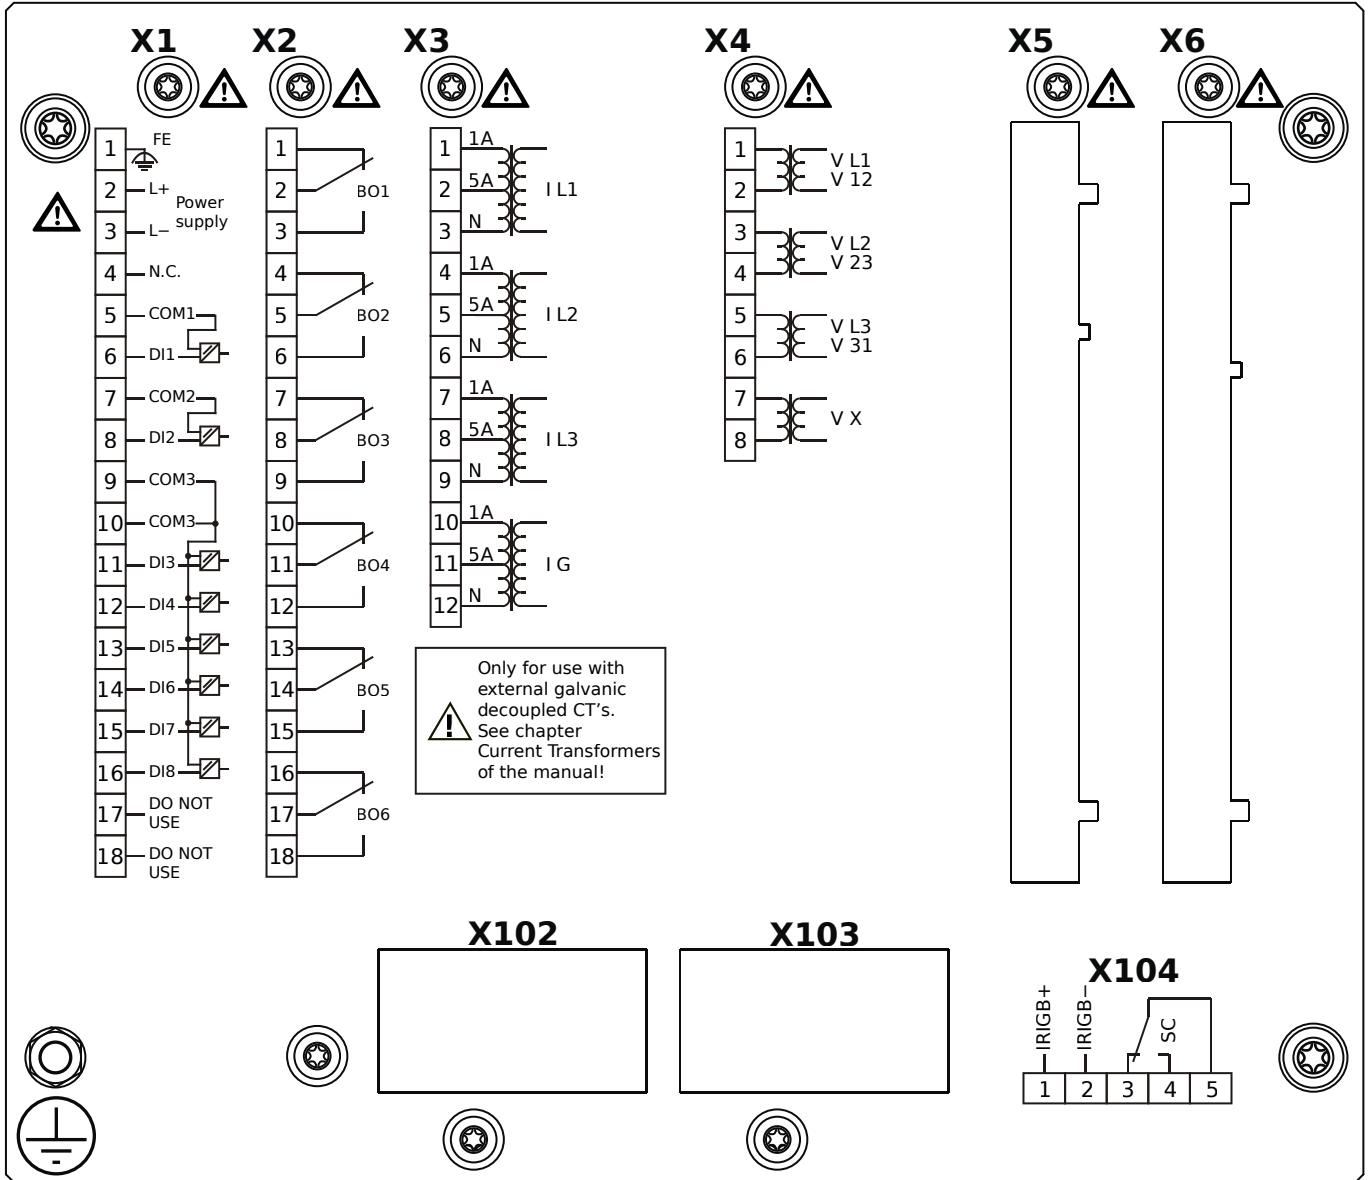 X1
X2
X3
X4
X5
X6
1
FE
2
L+
Power
supply
3
L−
4
N.C.
5
COM1
6
DI1
7
COM2
8
DI2
9
COM3
10
COM3
11
DI3
12
DI4
13
DI5
14
DI6
15
DI7
16
DI8
17
DO NOT
USE
18
DO NOT
USE
1
2
BO1
3
4
5
BO2
6
7
8
BO3
9
10
11
BO4
12
13
14
BO5
15
16
17
BO6
18
1
1A
2
5A
I L1
3
N
4
1A
5
5A
I L2
6
N
7
1A
8
5A
I L3
9
N
10
1A
11
5A
I G
12
N
Only for use with
external galvanic
decoupled CT's.
See chapter
Current Transformers
of the manual!
1
2
V L1
V 12
3
4
V L2
V 23
5
6
V L3
V 31
7
8
V X
X102
X103
X104
IRIGB+
IRIGB−
SC
1
2
3
4
5